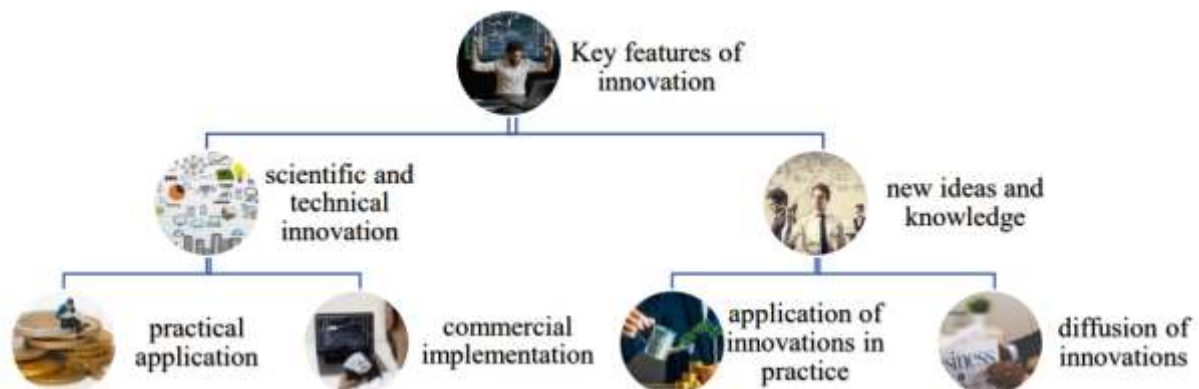 Key features of
innovation
scientific and
technical
innovation
new ideas and
knowledge
practical
application
commercial
implementation
application of
innovations in
practice
diffusion of
innovations